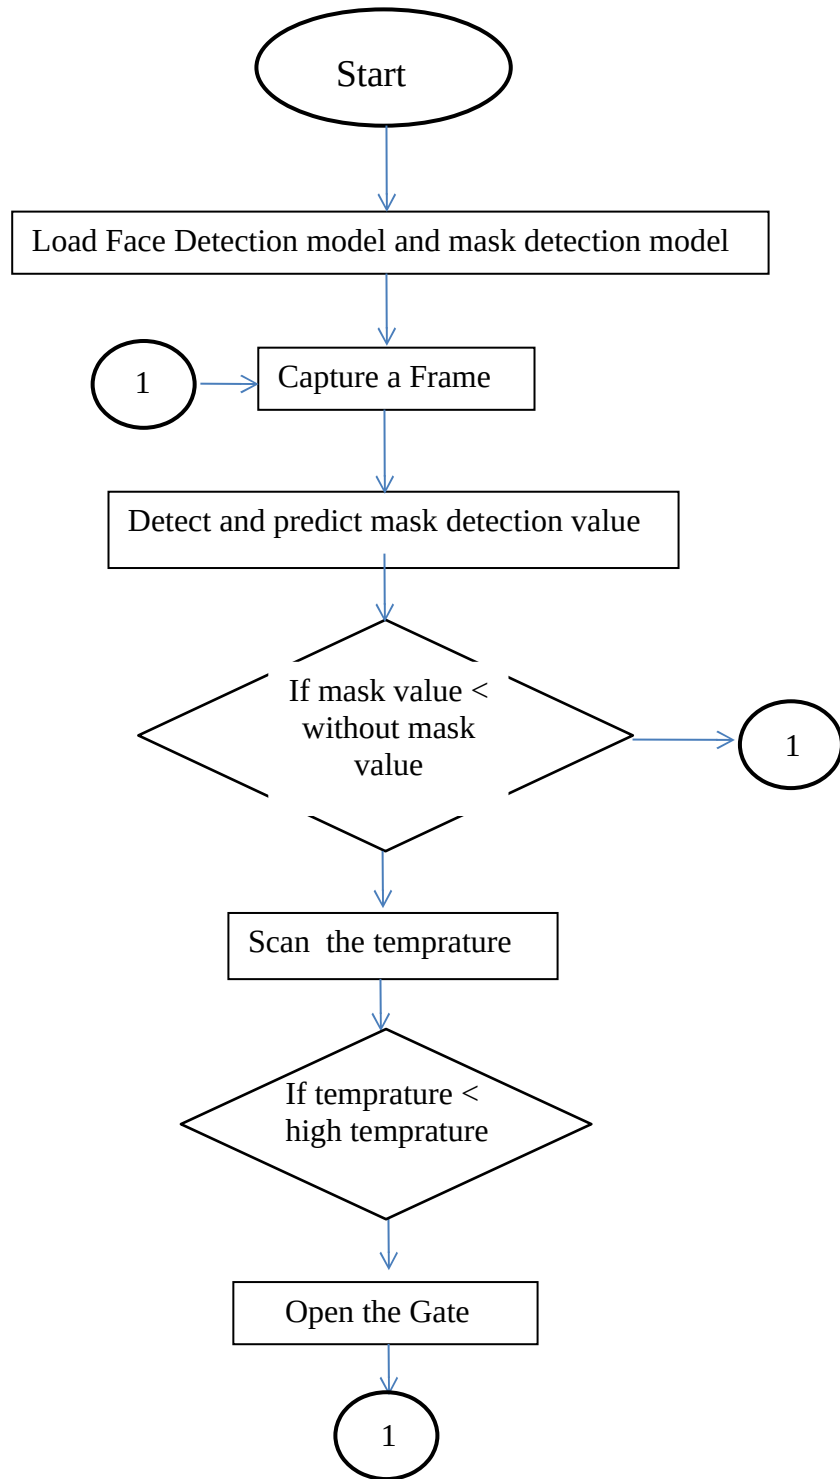 Start
Load Face Detection model and mask detection model
1
Capture a Frame
Detect and predict mask detection value
If mask value <
without mask
value
1
Scan  the temprature
If temprature <
high temprature
Open the Gate
1